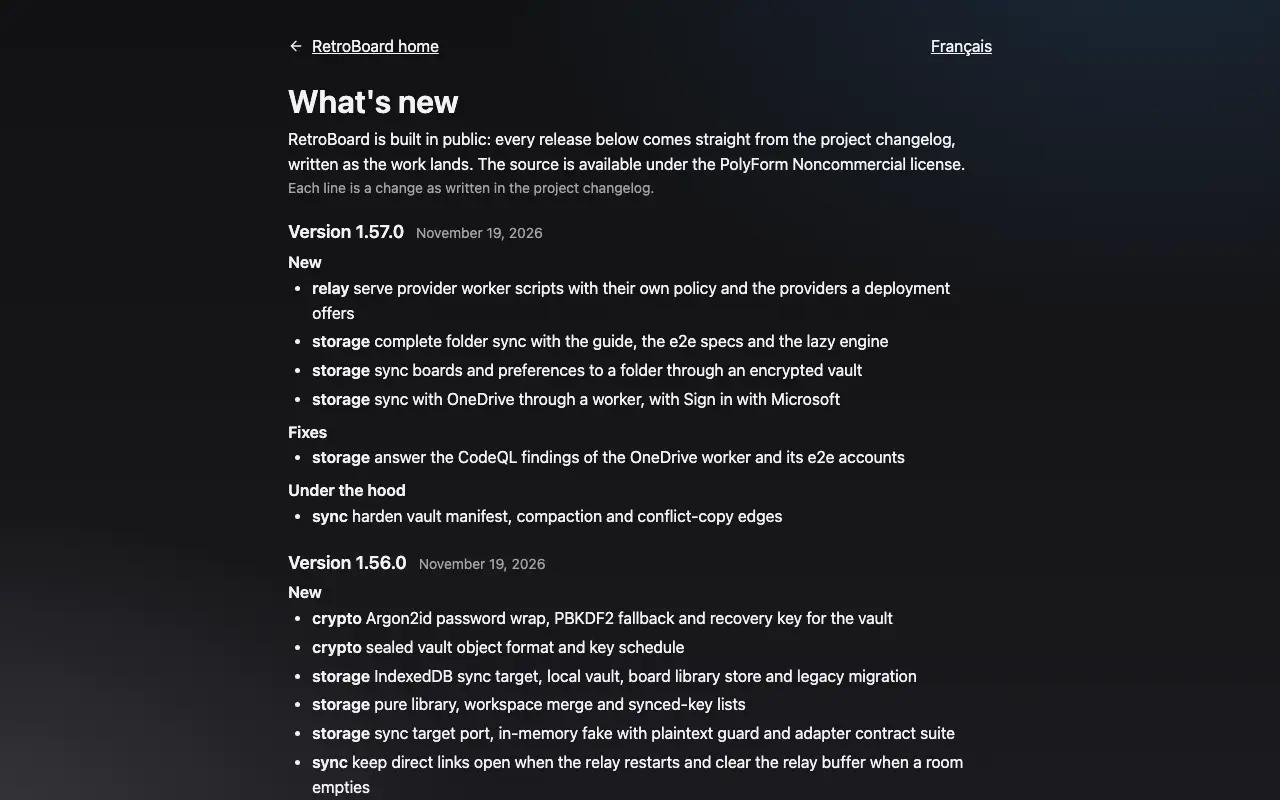 ← RetroBoard home
Français
What's new
RetroBoard is built in public: every release below comes straight from the project changelog,
written as the work lands. The source is available under the PolyForm Noncommercial license.
Each line is a change as written in the project changelog.
Version 1.57.0 November 19, 2026
New
• relay serve provider worker scripts with their own policy and the providers a deployment
offers
• storage complete folder sync with the guide, the e2e specs and the lazy engine
• storage sync boards and preferences to a folder through an encrypted vault
• storage sync with OneDrive through a worker, with Sign in with Microsoft
Fixes
• storage answer the CodeQL findings of the OneDrive worker and its e2e accounts
Under the hood
• sync harden vault manifest, compaction and conflict-copy edges
Version 1.56.0 November 19, 2026
New
• crypto Argon2id password wrap, PBKDF2 fallback and recovery key for the vault
• crypto sealed vault object format and key schedule
• storage IndexedDB sync target, local vault, board library store and legacy migration
• storage pure library, workspace merge and synced-key lists
• storage sync target port, in-memory fake with plaintext guard and adapter contract suite
• sync keep direct links open when the relay restarts and clear the relay buffer when a room
empties